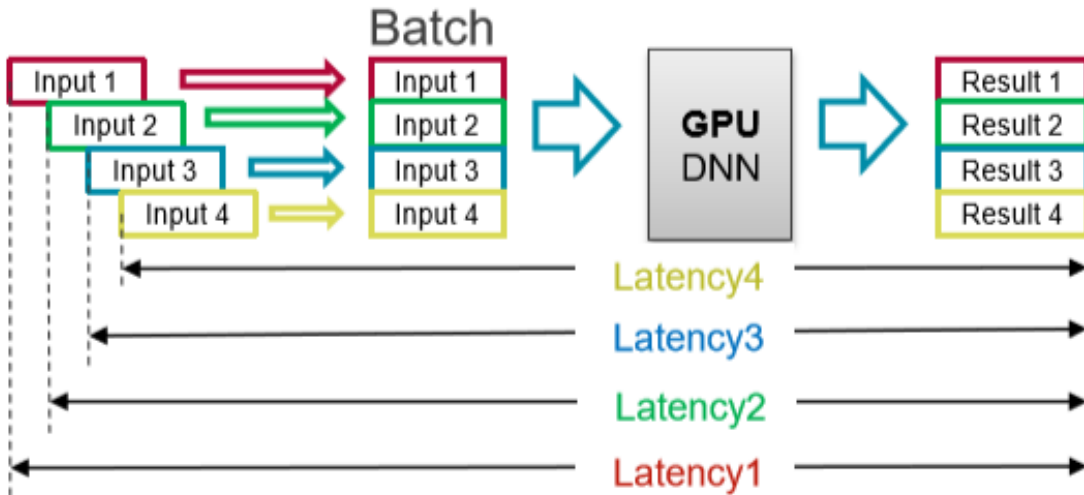 Batch
Input 1
Input 2
Input 3
Input 4
Input 1
Input 2
Input 3
Input 4
GPU
DNN
Result 1
Result 2
Result 3
Result 4
Latency4
Latency3
Latency2
Latency1